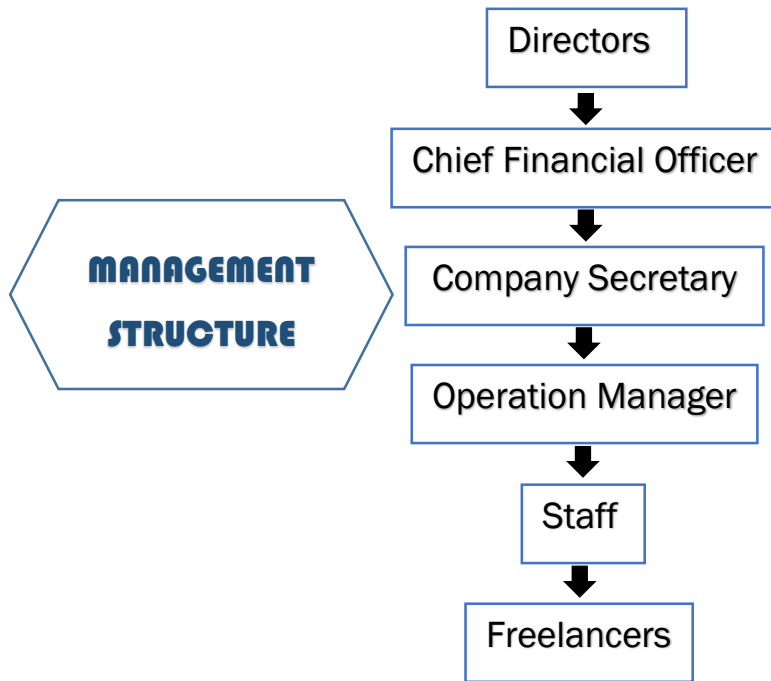 Directors
Chief Financial Officer
MANAGEMENT
STRUCTURE
Company Secretary
Operation Manager
Staff
Freelancers